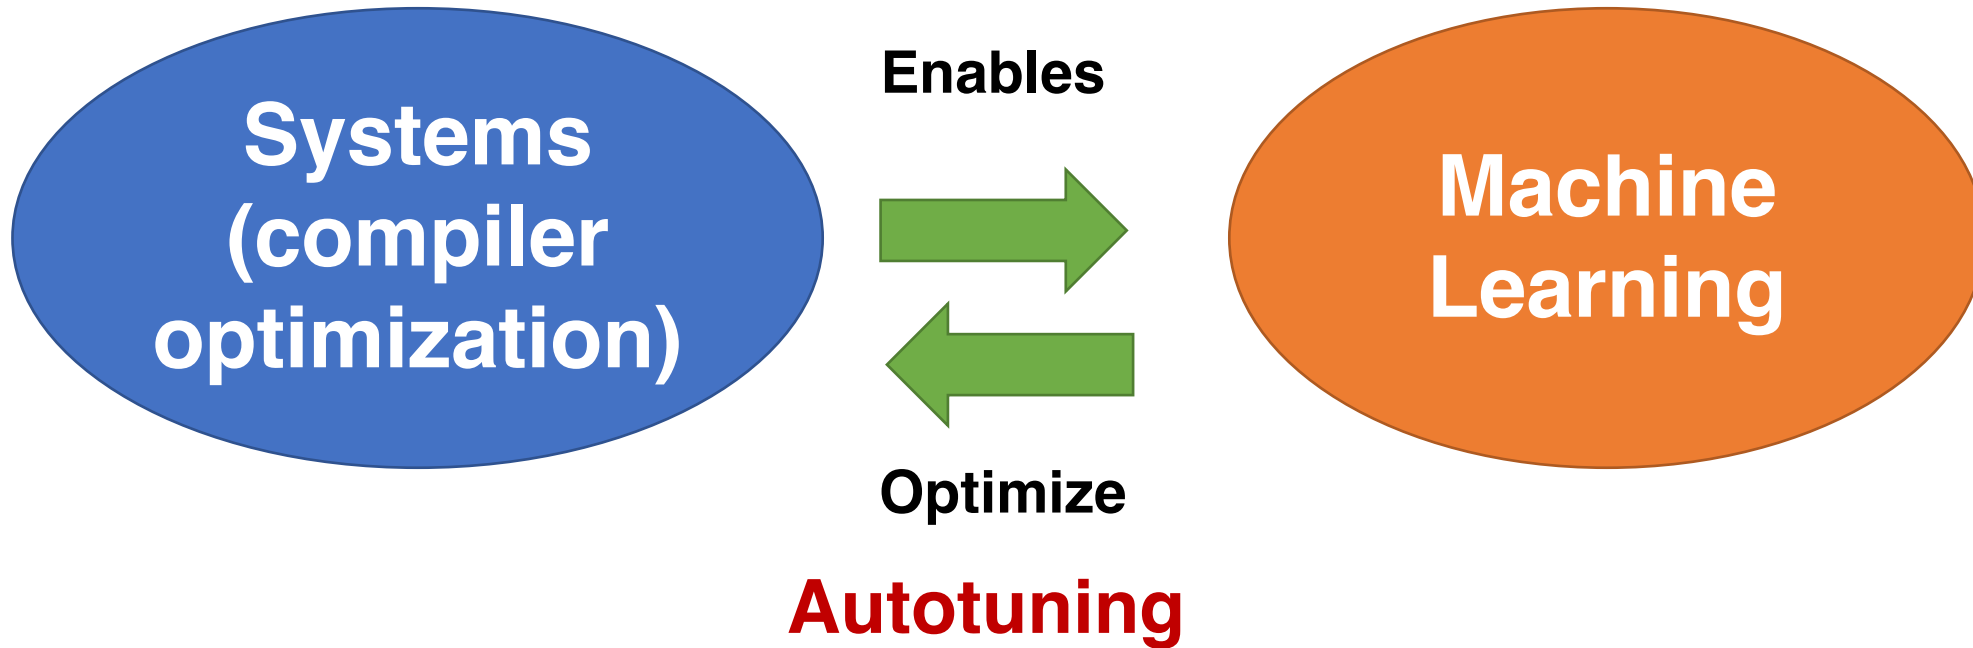 Systems
(compiler
optimization)
Enables
Machine
Learning
Optimize
Autotuning